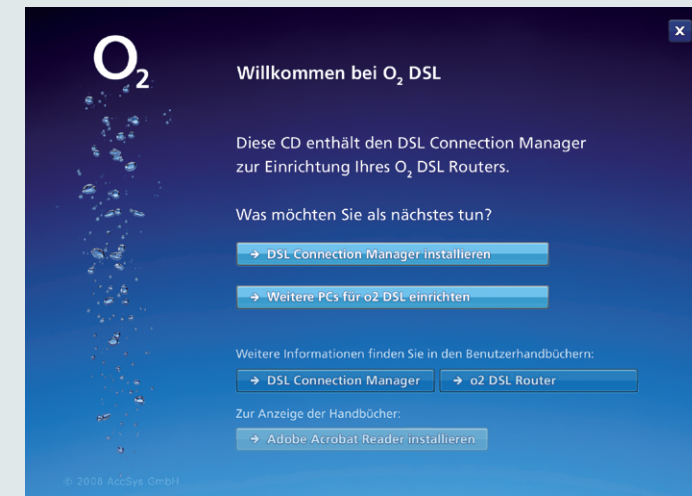 x
O₂
Willkommen bei O₂ DSL
Diese CD enthält den DSL Connection Manager
zur Einrichtung Ihres O₂ DSL Routers.
Was möchten Sie als nächstes tun?
→ DSL Connection Manager installieren
→ Weitere PCs für o2 DSL einrichten
Weitere Informationen finden Sie in den Benutzerhandbüchern:
→ DSL Connection Manager → o2 DSL Router
Zur Anzeige der Handbücher:
→ Adobe Acrobat Reader installieren
© 2008 AccSys GmbH